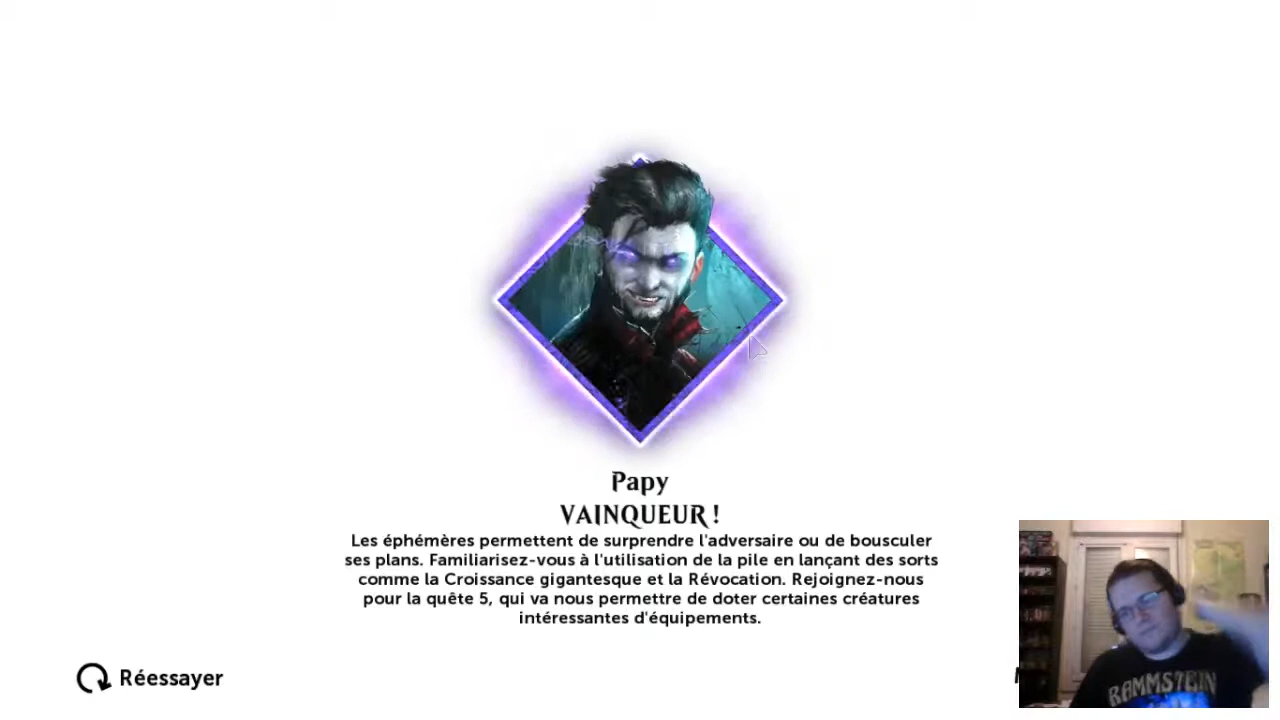 Papy
VAINQUEUR !
Les éphémères permettent de surprendre l'adversaire ou de bousculer
ses plans. Familiarisez-vous à l'utilisation de la pile en lançant des sorts
comme la Croissance gigantesque et la Révocation. Rejoignez-nous
pour la quête 5, qui va nous permettre de doter certaines créatures
intéressantes d'équipements.
Réessayer
RAMMSTEIN